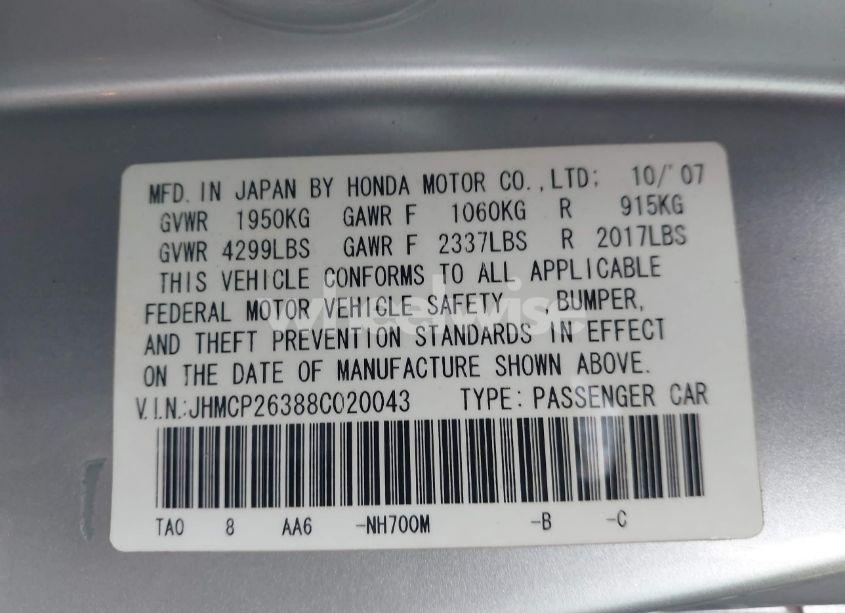 MFD. IN JAPAN BY HONDA MOTOR CO.,LTD; 10/'07
GVWR 1950KG GAWR F 1060KG R 915KG
GVWR 4299LBS GAWR F 2337LBS R 2017LBS
THIS VEHICLE CONFORMS TO ALL APPLICABLE
FEDERAL MOTOR VEHICLE SAFETY ,BUMPER,
wheelwise
AND THEFT PREVENTION STANDARDS IN EFFECT
ON THE DATE OF MANUFACTURE SHOWN ABOVE.
V.I.N.:JHMCP26388C020043 TYPE: PASSENGER CAR
TA0 8 AA6 -NH700M -B -C